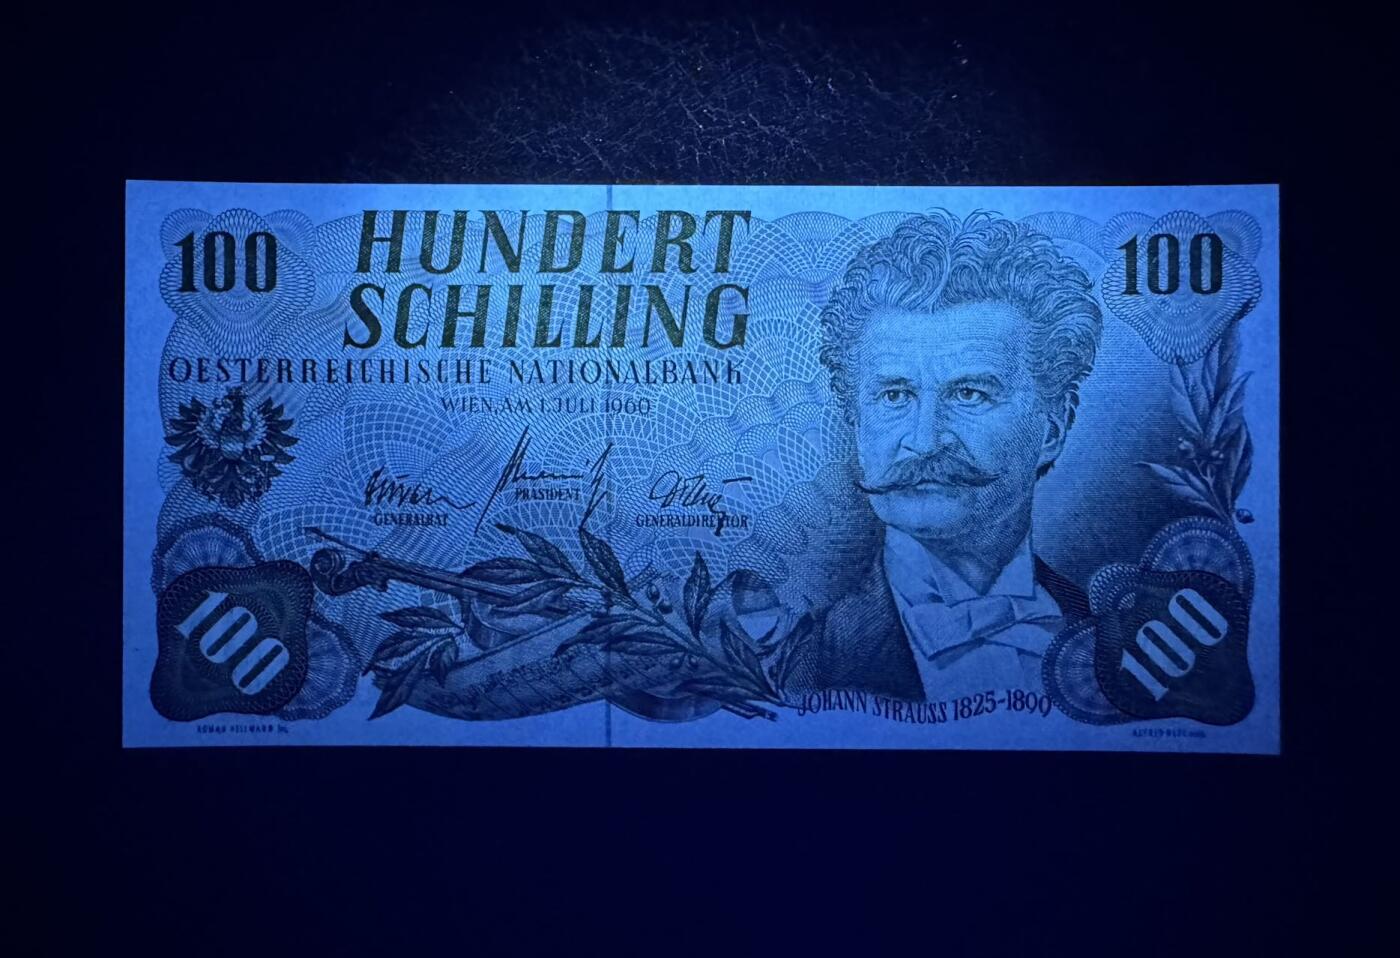 100
HUNDERT
SCHILLING
100
OESTERREICHISCHE NATIONALBANK
WIEN, AM 1. JULI 1960
GENERALRAT
PRÄSIDENT
GENERALDIREKTOR
100
100
JOHANN STRAUSS 1825-1899